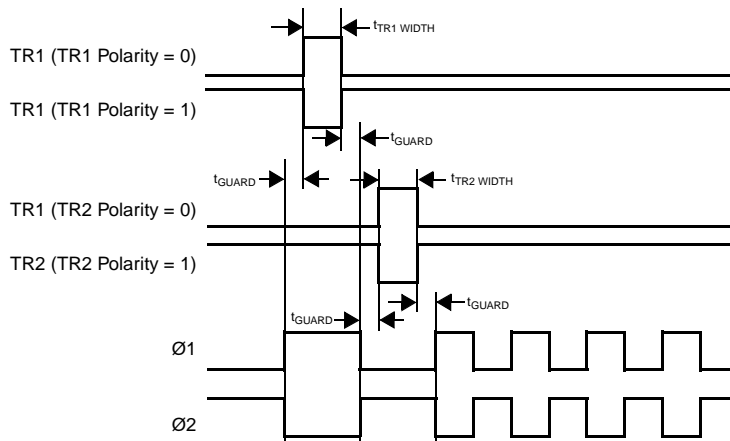 tTR1 WIDTH
TR1 (TR1 Polarity = 0)
TR1 (TR1 Polarity = 1)
tGUARD
tGUARD
tTR2 WIDTH
TR1 (TR2 Polarity = 0)
TR2 (TR2 Polarity = 1)
tGUARD
tGUARD
Ø1
Ø2